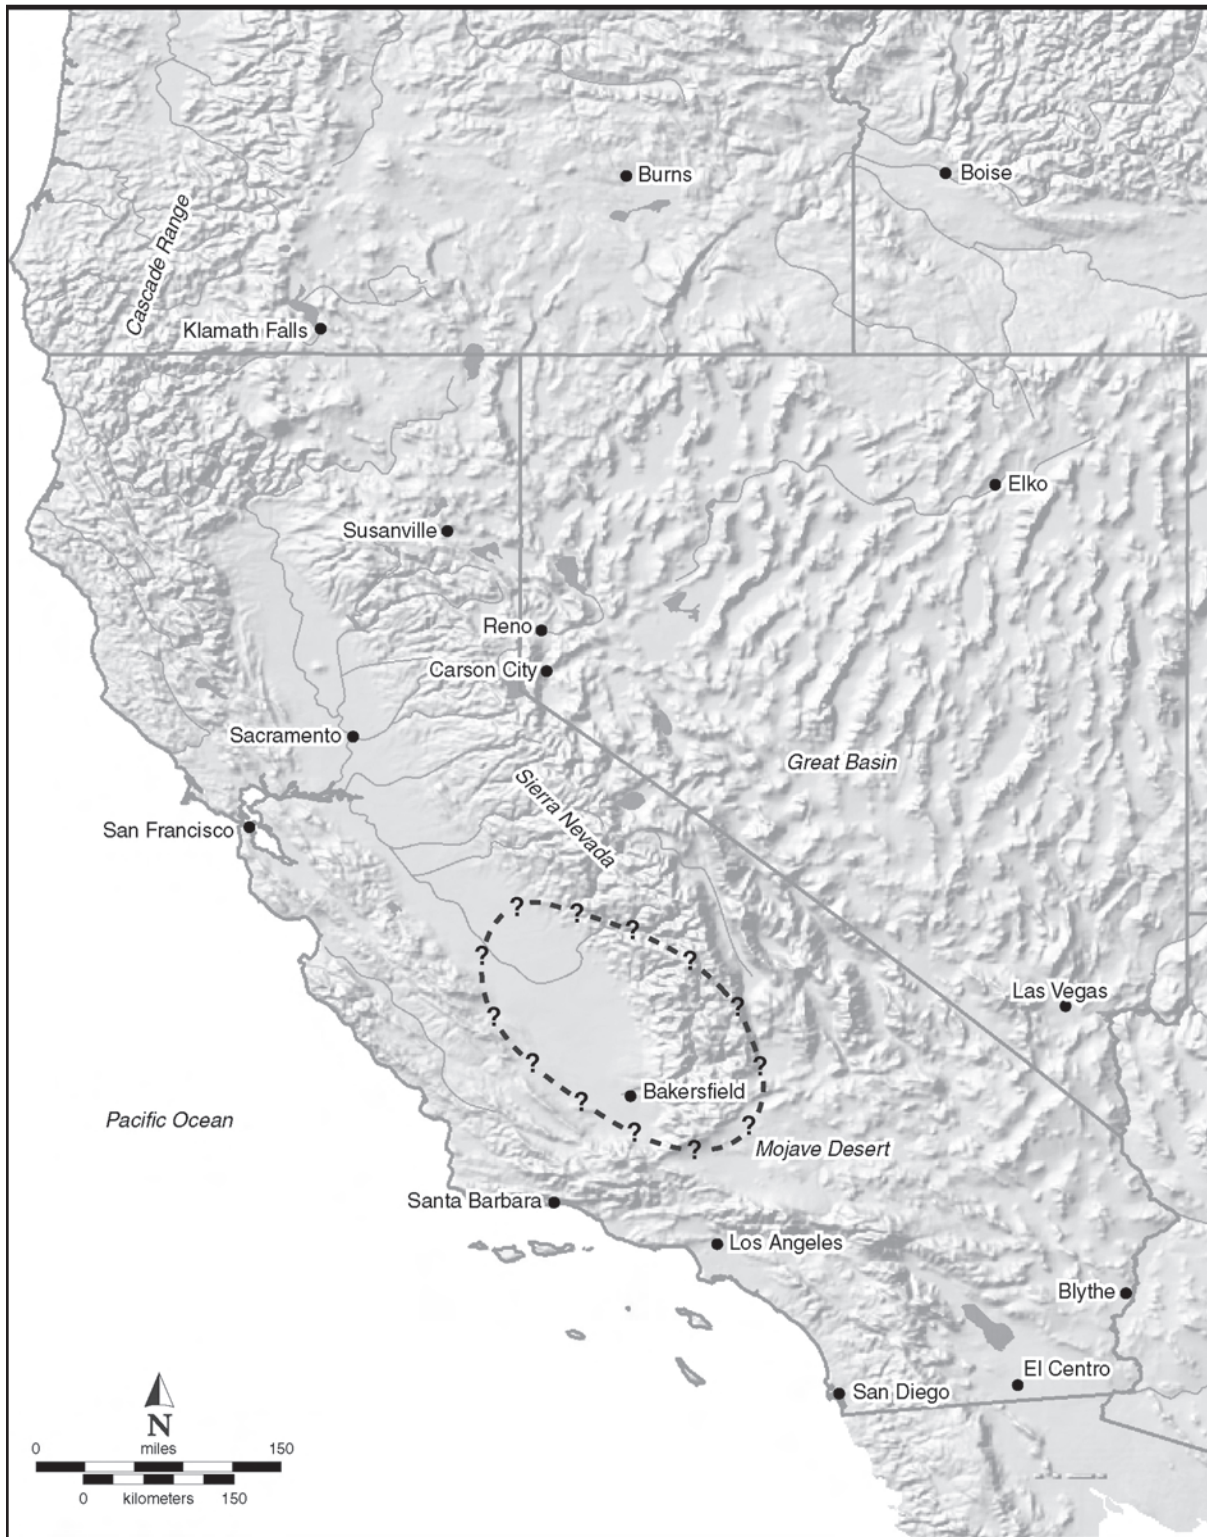 Burns
Boise
Cascade Range
Klamath Falls
Elko
Susanville
Reno
Carson City
Sacramento
Great Basin
Sierra Nevada
San Francisco
?
?
?
?
?
?
?
?
?
?
?
?
?
?
Las Vegas
Bakersfield
Pacific Ocean
Mojave Desert
Santa Barbara
Los Angeles
Blythe
El Centro
San Diego
N
0 miles 150
0 kilometers 150